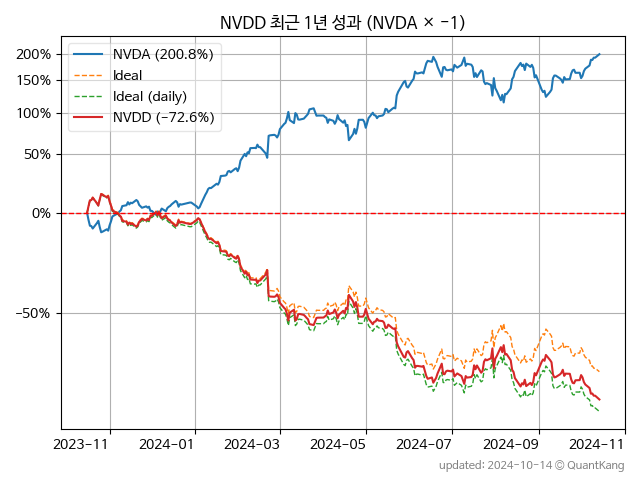 NVDD 최근 1년 성과 (NVDA × −1)
200%
150%
100%
50%
0%
−50%
NVDA (200.8%)
Ideal
Ideal (daily)
NVDD (−72.6%)
2023-11
2024-01
2024-03
2024-05
2024-07
2024-09
2024-11
updated: 2024-10-14 © QuantKang